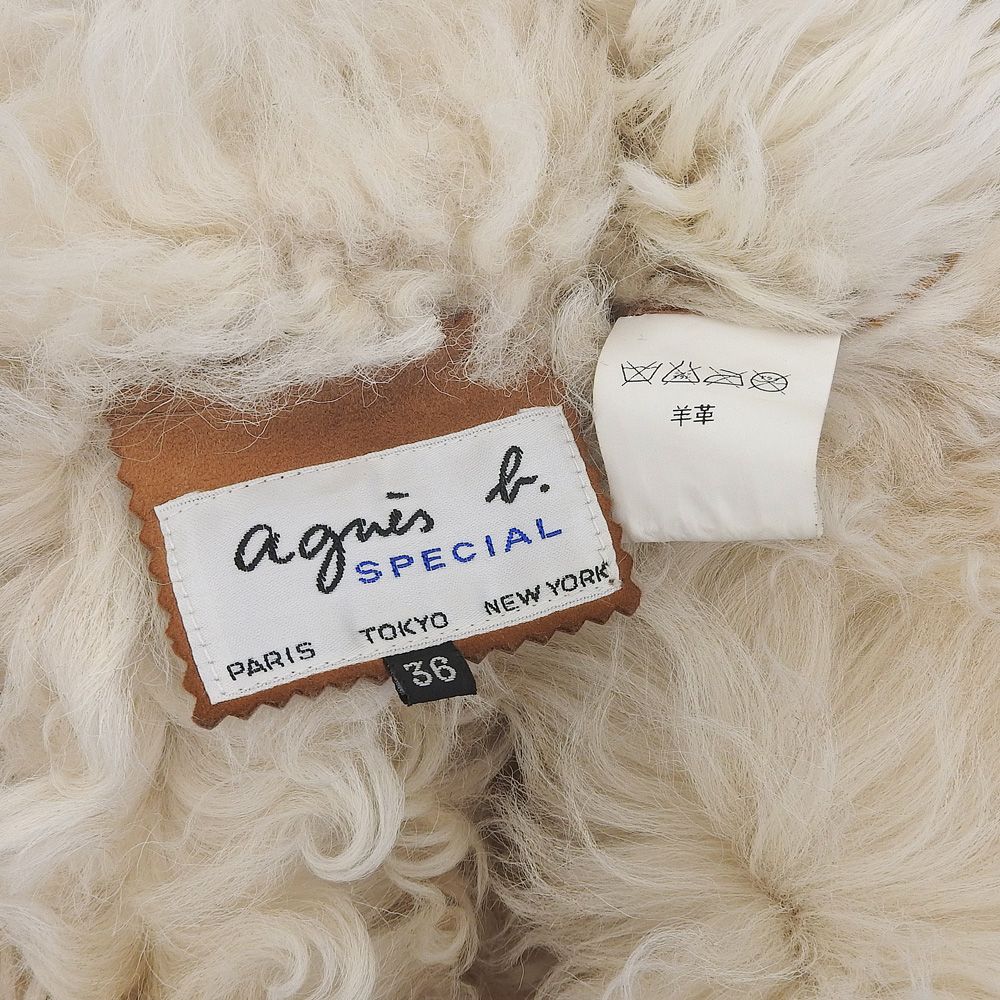 agnès b.
SPECIAL
PARIS TOKYO NEW YORK
36
羊革